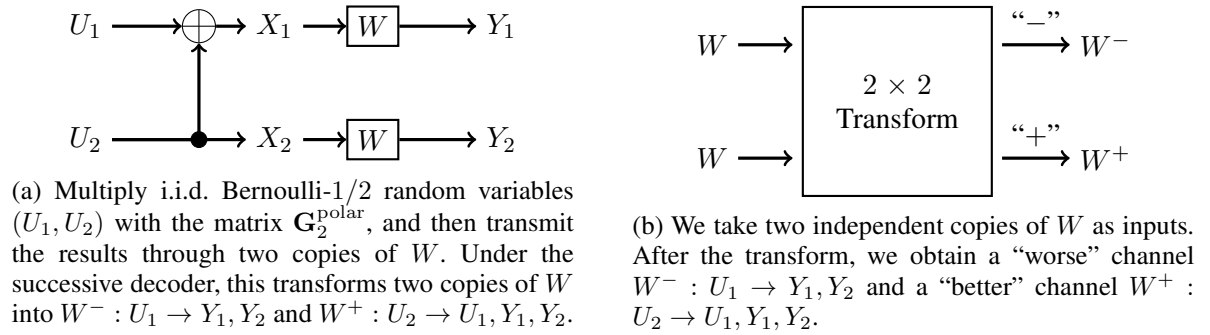 U₁ ⊕ X₁ W Y₁
U₂ X₂ W Y₂
(a) Multiply i.i.d. Bernoulli-1/2 random variables
(U₁, U₂) with the matrix G₂^polar, and then transmit
the results through two copies of W. Under the
successive decoder, this transforms two copies of W
into W⁻ : U₁ → Y₁, Y₂ and W⁺ : U₂ → U₁, Y₁, Y₂.
W “−” W⁻
2 × 2
Transform
W “+” W⁺
(b) We take two independent copies of W as inputs.
After the transform, we obtain a “worse” channel
W⁻ : U₁ → Y₁, Y₂ and a “better” channel W⁺ :
U₂ → U₁, Y₁, Y₂.